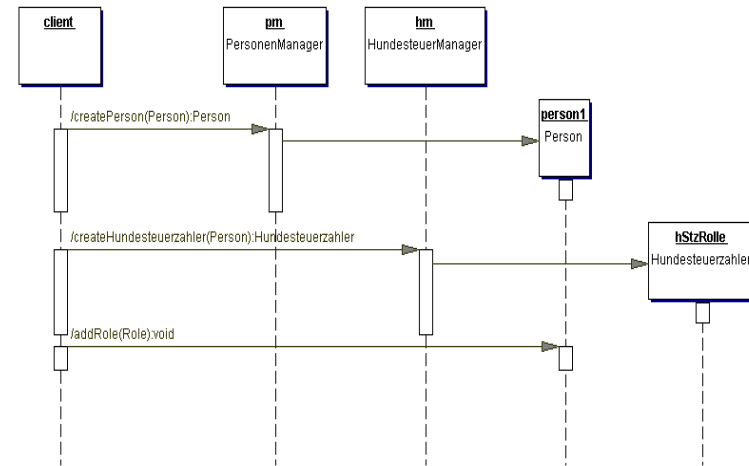 client
pm
PersonenManager
hm
HundesteuerManager
/createPerson(Person):Person
person1
Person
/createHundesteuerzahler(Person):Hundesteuerzahler
hStzRolle
Hundesteuerzahler
/addRole(Role):void